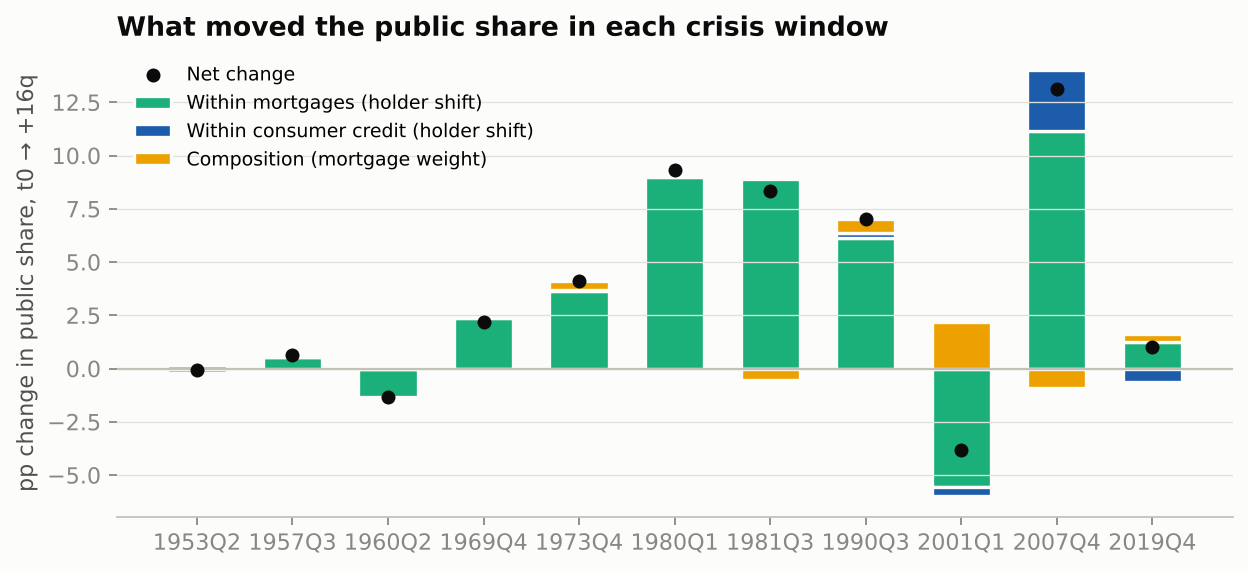 What moved the public share in each crisis window
Net change
Within mortgages (holder shift)
Within consumer credit (holder shift)
Composition (mortgage weight)
pp change in public share, t0 → +16q
12.5
10.0
7.5
5.0
2.5
0.0
−2.5
−5.0
1953Q2 1957Q3 1960Q2 1969Q4 1973Q4 1980Q1 1981Q3 1990Q3 2001Q1 2007Q4 2019Q4